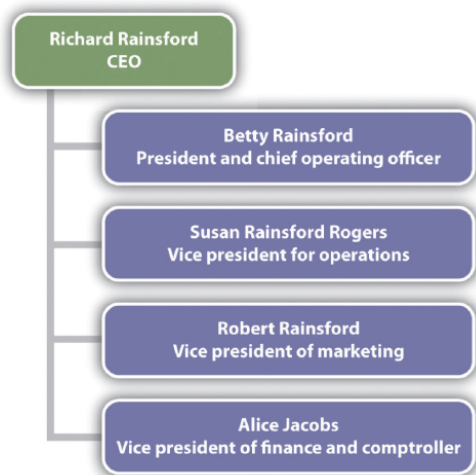 Richard Rainsford
CEO
Betty Rainsford
President and chief operating officer
Susan Rainsford Rogers
Vice president for operations
Robert Rainsford
Vice president of marketing
Alice Jacobs
Vice president of finance and comptroller